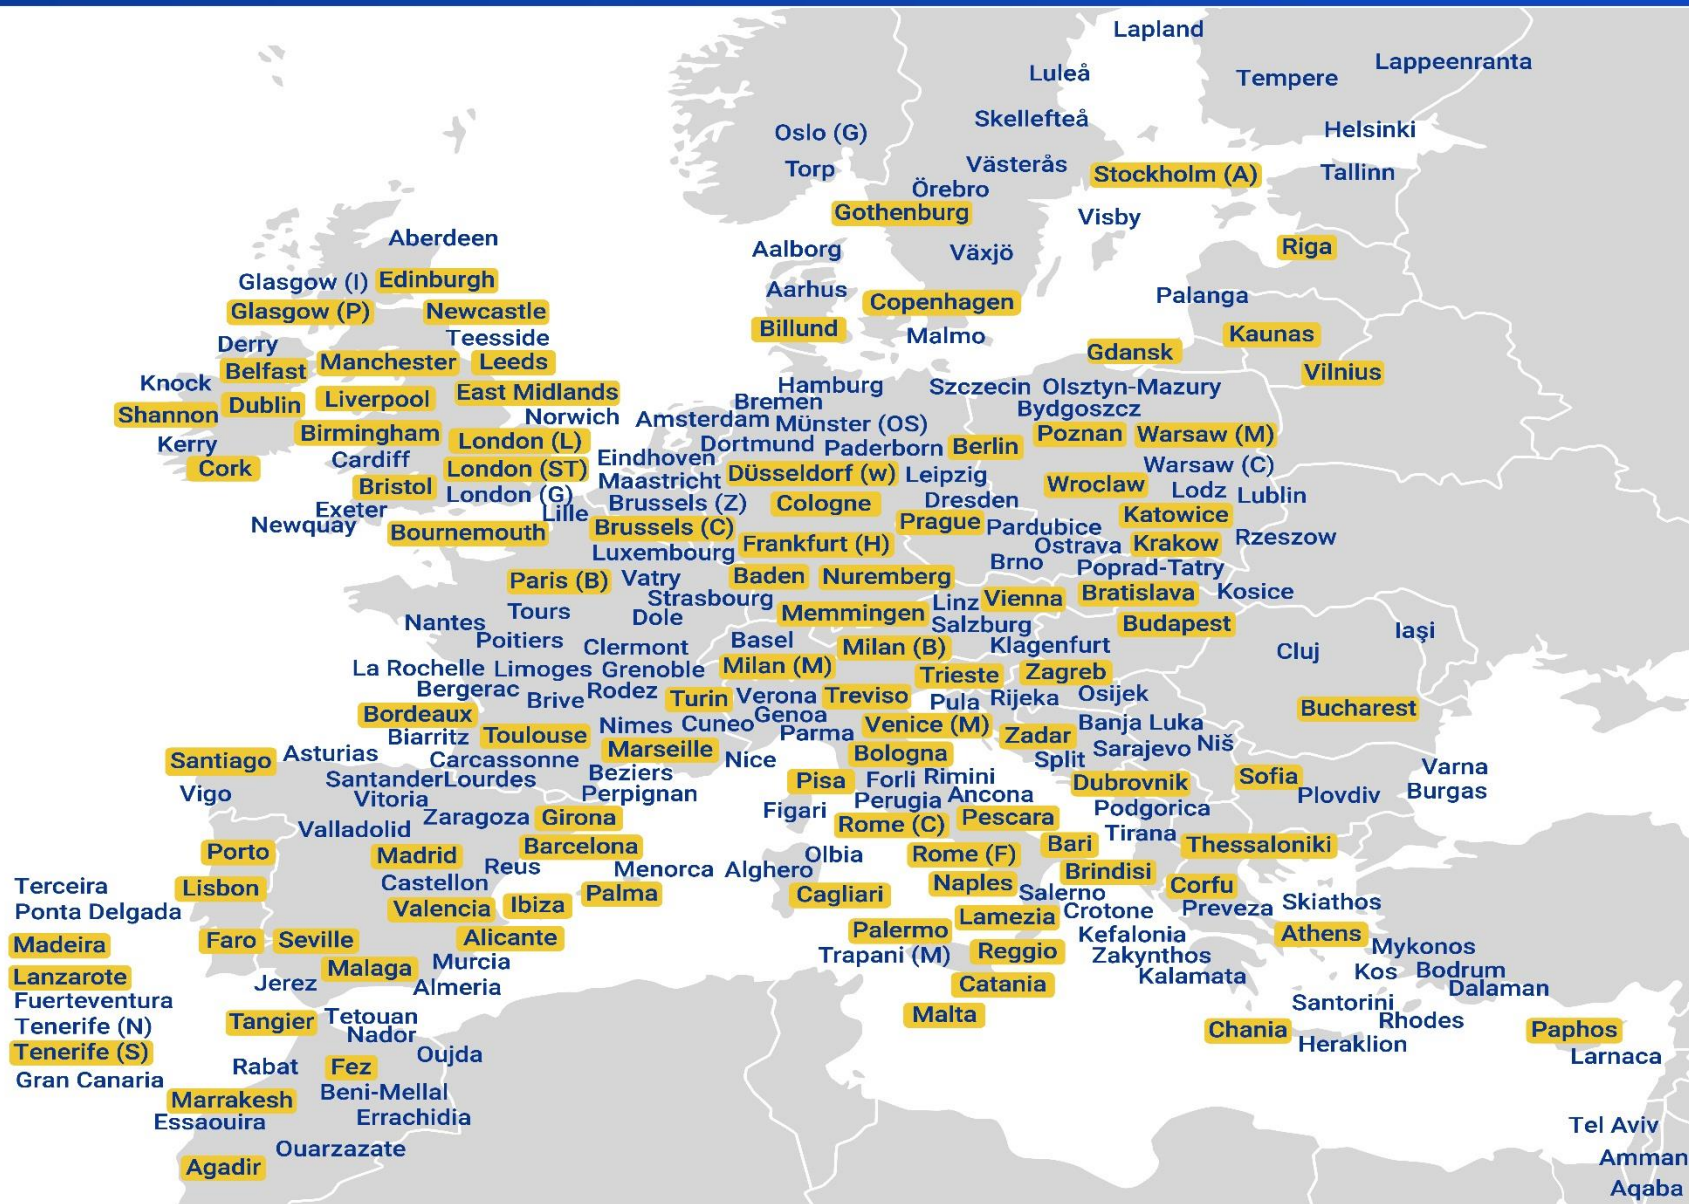 Lapland
Lappeenranta
Luleå
Tempere
Skellefteå
Oslo (G)
Helsinki
Torp
Västerås
Stockholm (A)
Tallinn
Örebro
Gothenburg
Visby
Aberdeen
Aalborg
Växjö
Riga
Glasgow (I)
Edinburgh
Aarhus
Palanga
Glasgow (P)
Newcastle
Copenhagen
Billund
Teesside
Malmo
Kaunas
Derry
Gdansk
Belfast
Manchester
Leeds
Vilnius
Knock
Hamburg
Szczecin
Olsztyn-Mazury
East Midlands
Shannon
Dublin
Liverpool
Bremen
Bydgoszcz
Norwich
Amsterdam
Münster (OS)
Kerry
Birmingham
London (L)
Dortmund
Paderborn
Berlin
Poznan
Warsaw (M)
Cork
Cardiff
London (ST)
Eindhoven
Warsaw (C)
Bristol
London (G)
Maastricht
Düsseldorf (w)
Leipzig
Wroclaw
Lodz
Lublin
Exeter
Lille
Brussels (Z)
Cologne
Dresden
Katowice
Newquay
Bournemouth
Brussels (C)
Prague
Pardubice
Rzeszow
Luxembourg
Frankfurt (H)
Ostrava
Krakow
Paris (B)
Vatry
Baden
Nuremberg
Brno
Poprad-Tatry
Strasbourg
Linz
Vienna
Bratislava
Kosice
Nantes
Tours
Dole
Memmingen
Salzburg
Budapest
Poitiers
Clermont
Basel
Milan (B)
Klagenfurt
Cluj
Iaşi
La Rochelle
Limoges
Grenoble
Milan (M)
Trieste
Zagreb
Bergerac
Brive
Rodez
Turin
Verona
Treviso
Pula
Rijeka
Osijek
Bordeaux
Genoa
Bucharest
Biarritz
Toulouse
Nimes
Cuneo
Parma
Venice (M)
Zadar
Banja Luka
Santiago
Asturias
Carcassonne
Marseille
Nice
Bologna
Split
Sarajevo
Niš
Santander
Lourdes
Beziers
Pisa
Forli
Rimini
Dubrovnik
Sofia
Varna
Vigo
Vitoria
Perpignan
Perugia
Ancona
Plovdiv
Burgas
Valladolid
Zaragoza
Girona
Figari
Rome (C)
Pescara
Podgorica
Porto
Madrid
Barcelona
Olbia
Rome (F)
Bari
Tirana
Thessaloniki
Terceira
Lisbon
Castellon
Reus
Menorca
Alghero
Naples
Brindisi
Corfu
Ponta Delgada
Valencia
Ibiza
Palma
Cagliari
Salerno
Preveza
Skiathos
Madeira
Faro
Seville
Alicante
Palermo
Lamezia
Crotone
Athens
Lanzarote
Malaga
Murcia
Trapani (M)
Reggio
Kefalonia
Mykonos
Fuerteventura
Jerez
Almeria
Catania
Zakynthos
Kalamata
Kos
Bodrum
Dalaman
Tenerife (N)
Tangier
Tetouan
Malta
Santorini
Rhodes
Nador
Chania
Paphos
Tenerife (S)
Oujda
Heraklion
Larnaca
Gran Canaria
Rabat
Fez
Marrakesh
Beni-Mellal
Essaouira
Errachidia
Tel Aviv
Agadir
Ouarzazate
Amman
Aqaba